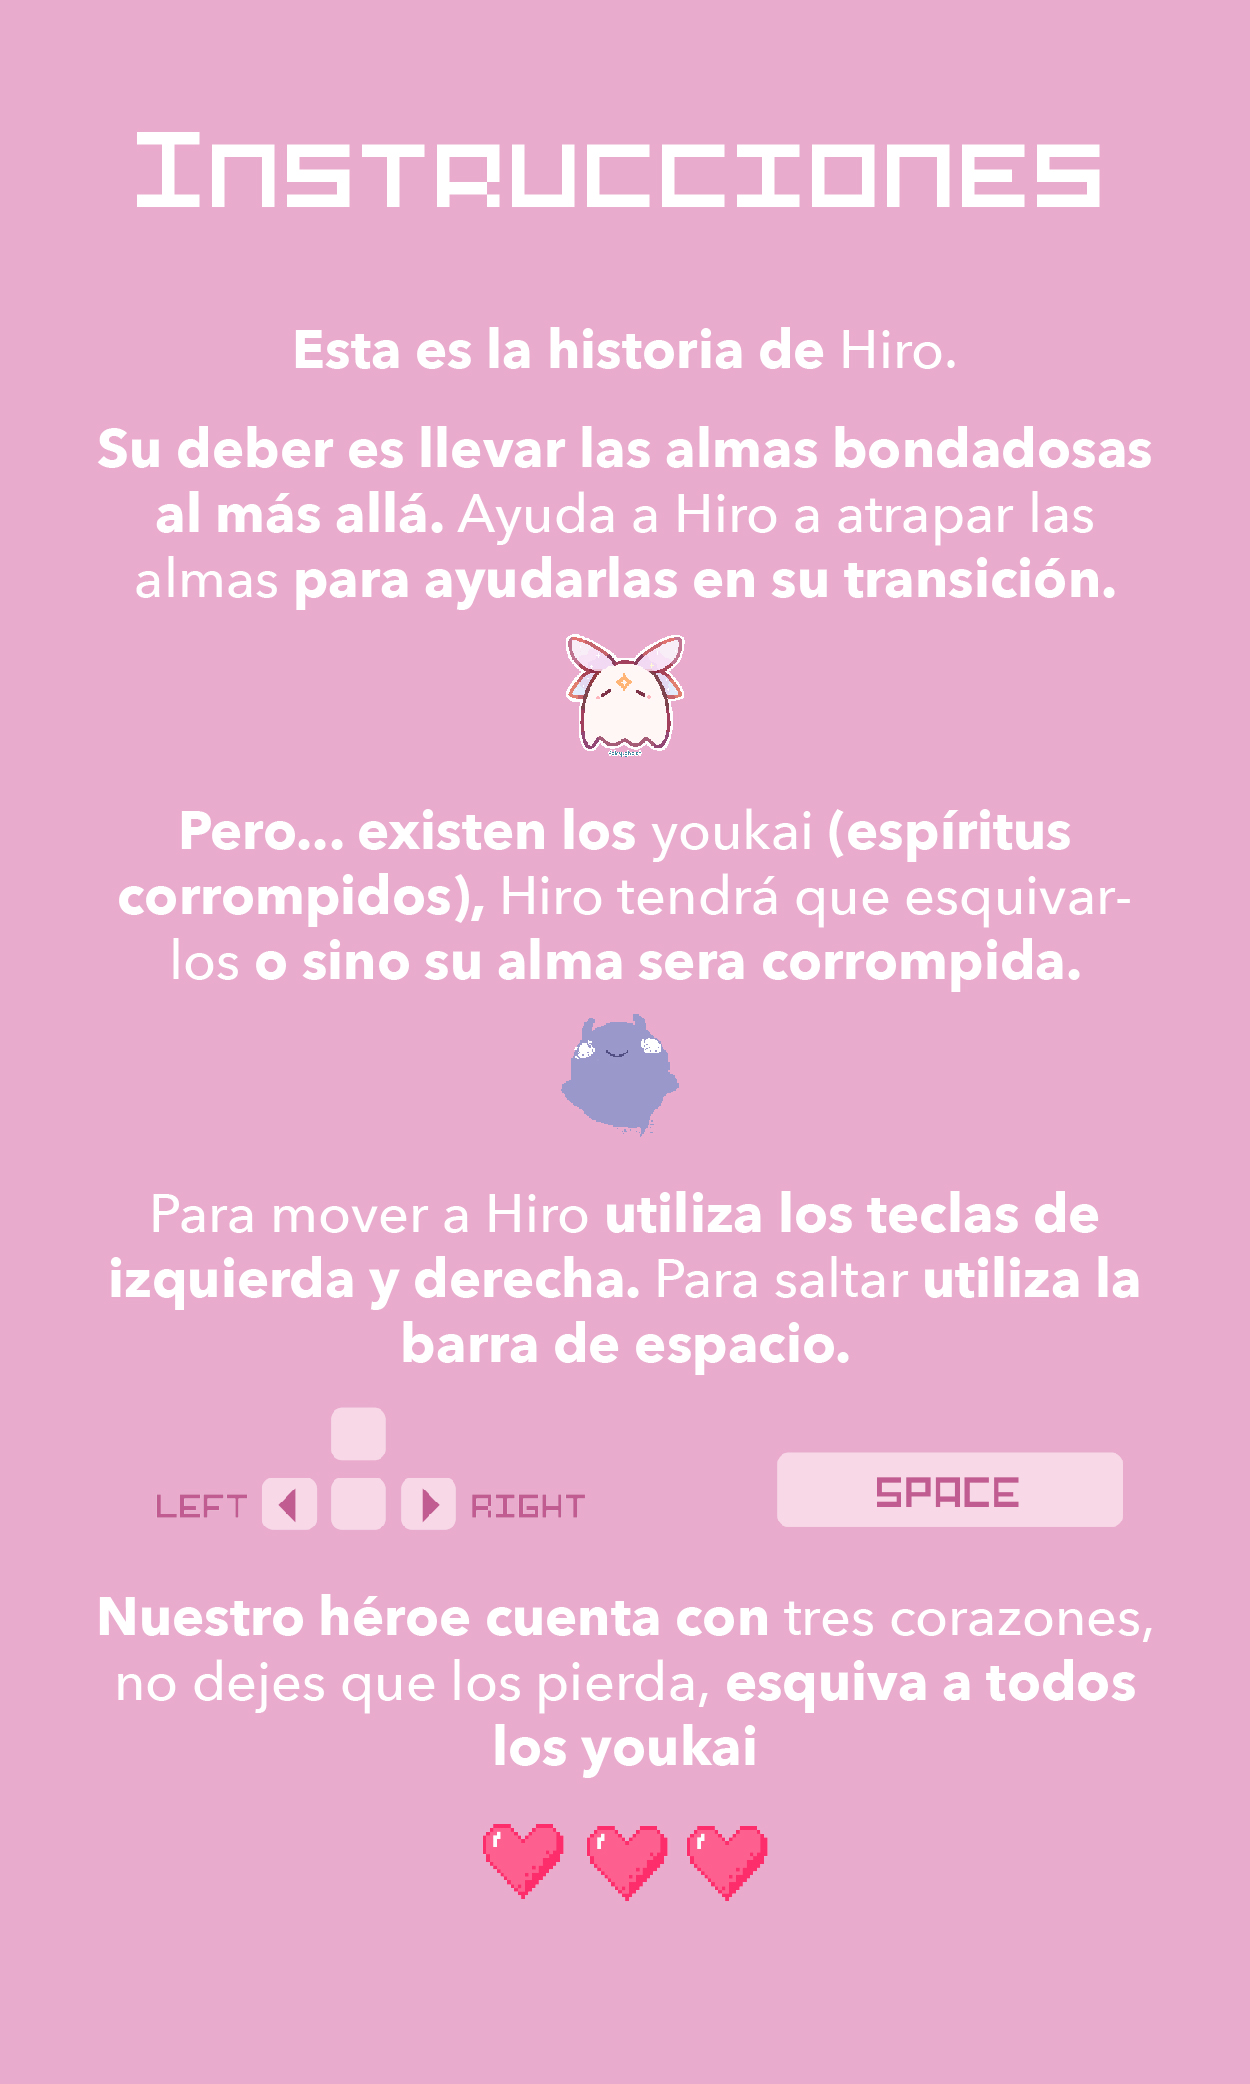 Instrucciones
Esta es la historia de Hiro.
Su deber es llevar las almas bondadosas
al más allá. Ayuda a Hiro a atrapar las
almas para ayudarlas en su transición.
Pero... existen los youkai (espíritus
corrompidos), Hiro tendrá que esquivar-
los o sino su alma sera corrompida.
Para mover a Hiro utiliza los teclas de
izquierda y derecha. Para saltar utiliza la
barra de espacio.
LEFT RIGHT SPACE
Nuestro héroe cuenta con tres corazones,
no dejes que los pierda, esquiva a todos
los youkai